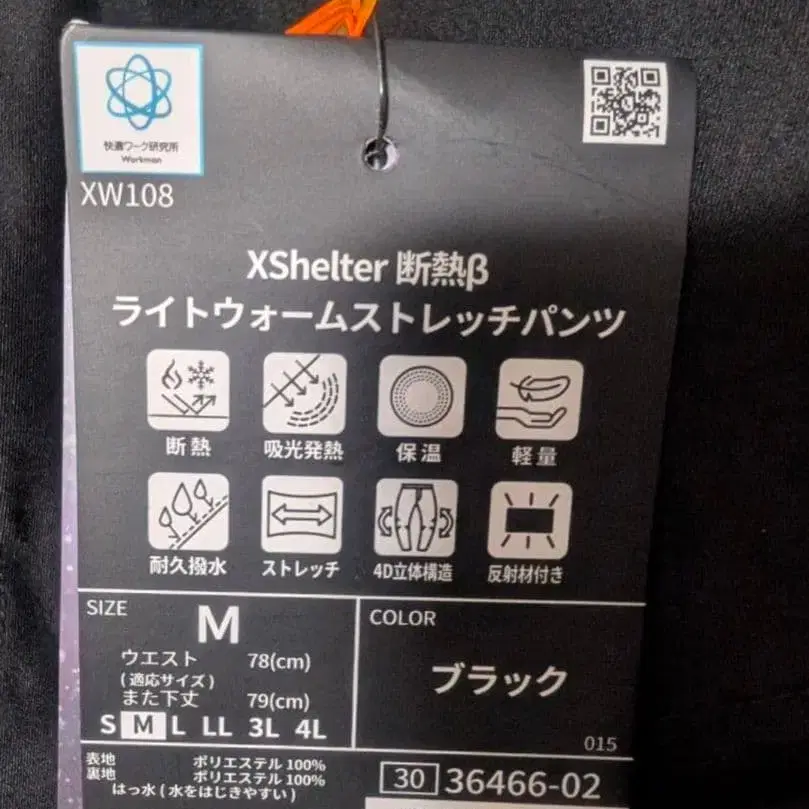 快適ワーク研究所
Workman
XW108
XShelter 断熱β
ライトウォームストレッチパンツ
断熱 吸光発熱 保温 軽量
耐久撥水 ストレッチ 4D立体構造 反射材付き
SIZE
M
ウエスト 78(cm)
(適応サイズ)
また下丈 79(cm)
S M L LL 3L 4L
COLOR
ブラック
015
表地 ポリエステル100%
裏地 ポリエステル100%
はっ水(水をはじきやすい)
30 36466-02